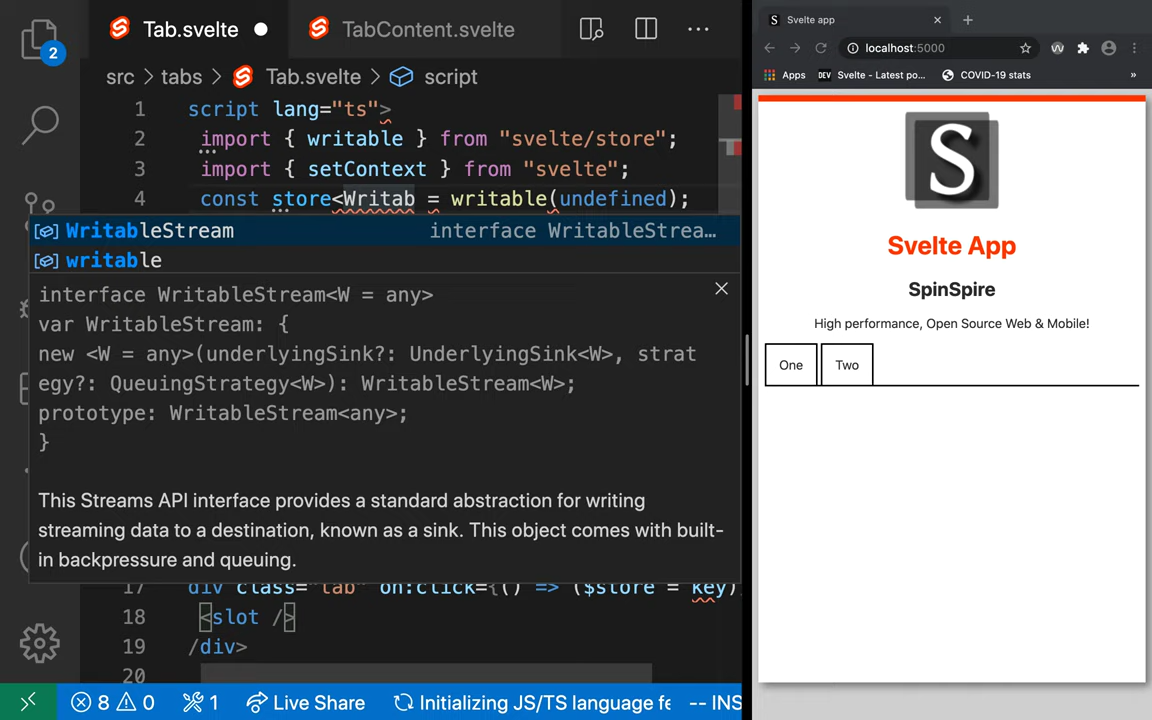 2
Tab.svelte
TabContent.svelte
src > tabs > Tab.svelte > script
1 script lang="ts">
2 import { writable } from "svelte/store";
3 import { setContext } from "svelte";
4 const store<Writab = writable(undefined);
WritableStream interface WritableStrea…
writable
interface WritableStream<W = any>
var WritableStream: {
new <W = any>(underlyingSink?: UnderlyingSink<W>, strat
egy?: QueuingStrategy<W>): WritableStream<W>;
prototype: WritableStream<any>;
}
This Streams API interface provides a standard abstraction for writing
streaming data to a destination, known as a sink. This object comes with built-
in backpressure and queuing.
17 div class="tab" on:click={() => ($store = key)
18 <slot />
19 /div>
20
8 0 1 Live Share Initializing JS/TS language fe -- INS
S Svelte app
localhost:5000
Apps DEV Svelte - Latest po... COVID-19 stats »
S
Svelte App
SpinSpire
High performance, Open Source Web & Mobile!
One Two